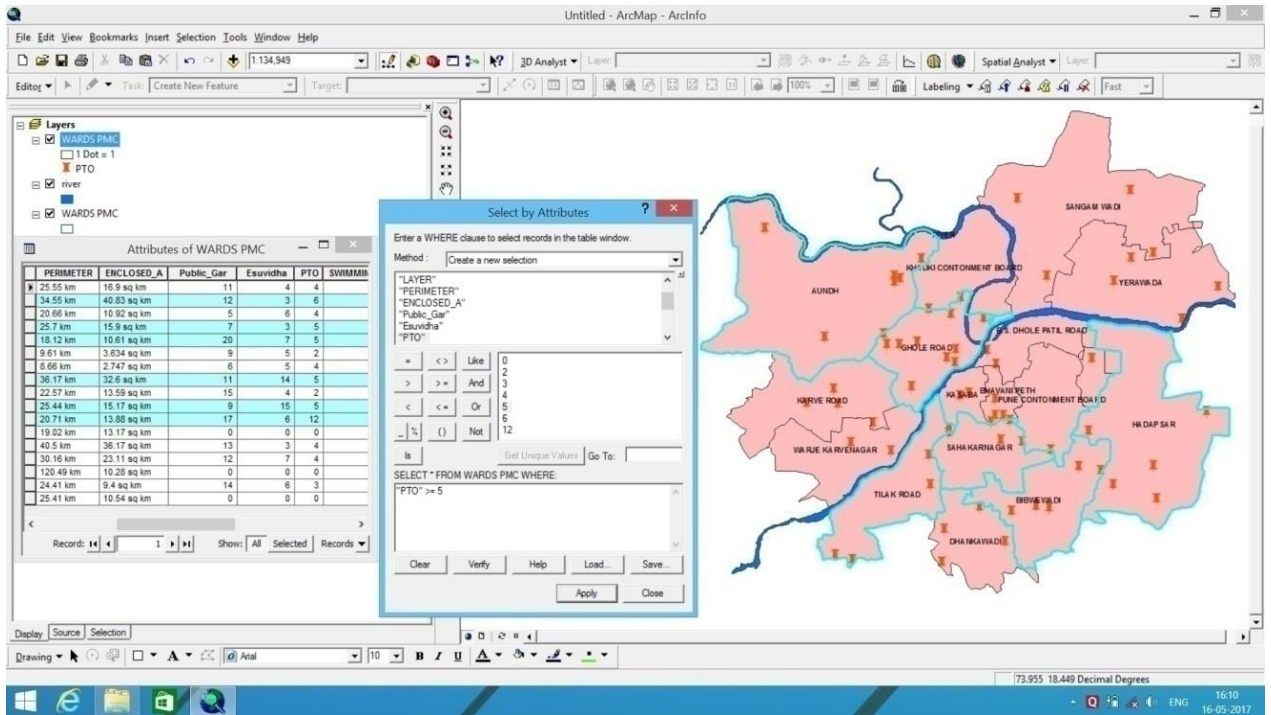 Untitled - ArcMap - ArcInfo
File Edit View Bookmarks Insert Selection Tools Window Help
1:134,949
3D Analyst
Layer:
Spatial Analyst
Layer:
Editor
Task: Create New Feature
Target:
100%
Labeling
Fast
Layers
WARDS PMC
1 Dot = 1
PTO
river
WARDS PMC
Attributes of WARDS PMC
PERIMETER ENCLOSED_A Public_Gar Esuvidha PTO SWIMMIN
25.55 km 16.9 sq km 11 4 4
34.55 km 40.83 sq km 12 3 6
20.66 km 10.92 sq km 5 6 4
25.7 km 15.9 sq km 7 3 5
18.12 km 10.61 sq km 20 7 5
9.61 km 3.634 sq km 9 5 2
8.66 km 2.747 sq km 6 5 4
36.17 km 32.6 sq km 11 14 5
22.57 km 13.59 sq km 15 4 2
25.44 km 15.17 sq km 9 15 5
20.71 km 13.88 sq km 17 6 12
19.02 km 13.17 sq km 0 0 0
40.5 km 36.17 sq km 13 3 4
30.16 km 23.11 sq km 12 7 4
120.49 km 10.28 sq km 0 0 0
24.41 km 9.4 sq km 14 6 3
25.41 km 10.54 sq km 0 0 0
Record: 1 Show: All Selected Records
Select by Attributes
Enter a WHERE clause to select records in the table window.
Method : Create a new selection
"LAYER"
"PERIMETER"
"ENCLOSED_A"
"Public_Gar"
"Esuvidha"
"PTO"
= < > Like
> > = And
< < = Or
_ % () Not
Is
0
2
3
4
5
6
12
Get Unique Values Go To:
SELECT * FROM WARDS PMC WHERE:
"PTO" >= 5
Clear Verify Help Load... Save...
Apply Close
SANGAM WADI
KHADKI CONTONMENT BOARD
YERAWADA
AUNDH
B.S. DHOLE PATIL ROAD
GHOLE ROAD
KASABA
BHAVANI PETH
PUNE CONTONMENT BOARD
KARVE ROAD
HADAPSAR
WARJE KARVENAGAR
SAHAKARNAGAR
TILAK ROAD
BIBWEWADI
DHANKAWADI
Display Source Selection
Drawing A Arial 10 B I U A
73.955 18.449 Decimal Degrees
ENG
16:10
16-05-2017